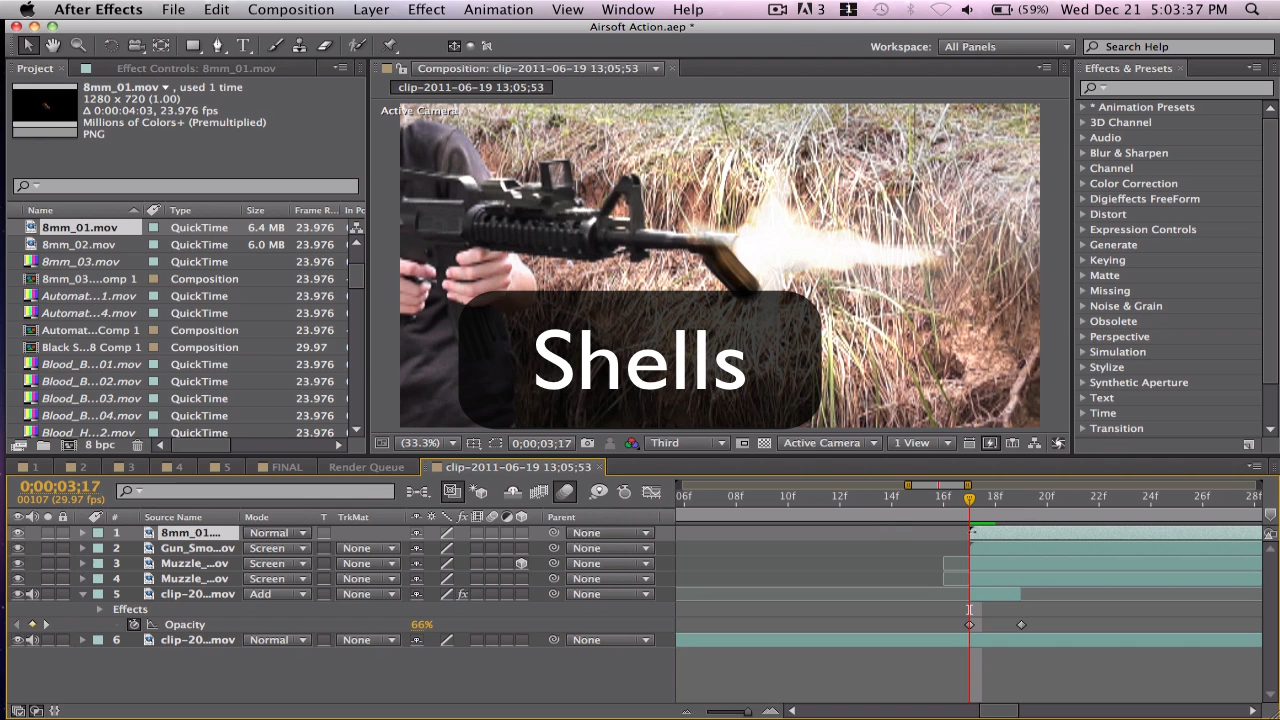 After Effects File Edit Composition Layer Effect Animation View Window Help 3 1 (59%) Wed Dec 21 5:03:37 PM
Airsoft Action.aep *
Workspace: All Panels Search Help
Project Effect Controls: 8mm_01.mov
Composition: clip-2011-06-19 13;05;53
Effects & Presets
8mm_01.mov , used 1 time
1280 x 720 (1.00)
Δ 0:00:04:03, 23.976 fps
Millions of Colors+ (Premultiplied)
PNG
clip-2011-06-19 13;05;53
Active Camera
Shells
Name Type Size Frame R... In Po
8mm_01.mov QuickTime 6.4 MB 23.976
8mm_02.mov QuickTime 6.0 MB 23.976
8mm_03.mov QuickTime 23.976
8mm_03....omp 1 Composition 23.976
Automat...1.mov QuickTime 23.976
Automat...4.mov QuickTime 23.976
Automat...Comp 1 Composition 23.976
Black S...8 Comp 1 Composition 29.97
Blood_B...01.mov QuickTime 23.976
Blood_B...02.mov QuickTime 23.976
Blood_B...03.mov QuickTime 23.976
Blood_B...04.mov QuickTime 23.976
Blood_H...2.mov QuickTime 23.976
8 bpc
(33.3%) 0;00;03;17 Third Active Camera 1 View
* Animation Presets
3D Channel
Audio
Blur & Sharpen
Channel
Color Correction
Digieffects FreeForm
Distort
Expression Controls
Generate
Keying
Matte
Missing
Noise & Grain
Obsolete
Perspective
Simulation
Stylize
Synthetic Aperture
Text
Time
Transition
1 2 3 4 5 FINAL Render Queue clip-2011-06-19 13;05;53
0;00;03;17
00107 (29.97 fps)
06f 08f 10f 12f 14f 16f 18f 20f 22f 24f 26f 28f
# Source Name Mode T TrkMat fx Parent
1 8mm_01.... Normal None
2 Gun_Smo...ov Screen None None
3 Muzzle_...ov Screen None None
4 Muzzle_...ov Screen None None
5 clip-20...mov Add None fx None
Effects
Opacity 66%
6 clip-20...mov Normal None None